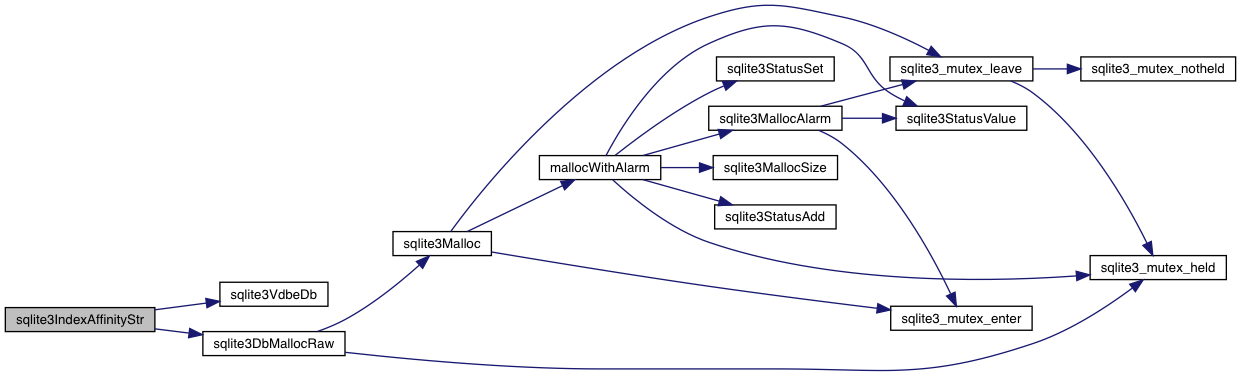 sqlite3IndexAffinityStr
sqlite3VdbeDb
sqlite3DbMallocRaw
sqlite3Malloc
mallocWithAlarm
sqlite3StatusSet
sqlite3MallocAlarm
sqlite3MallocSize
sqlite3StatusAdd
sqlite3_mutex_leave
sqlite3StatusValue
sqlite3_mutex_enter
sqlite3_mutex_notheld
sqlite3_mutex_held